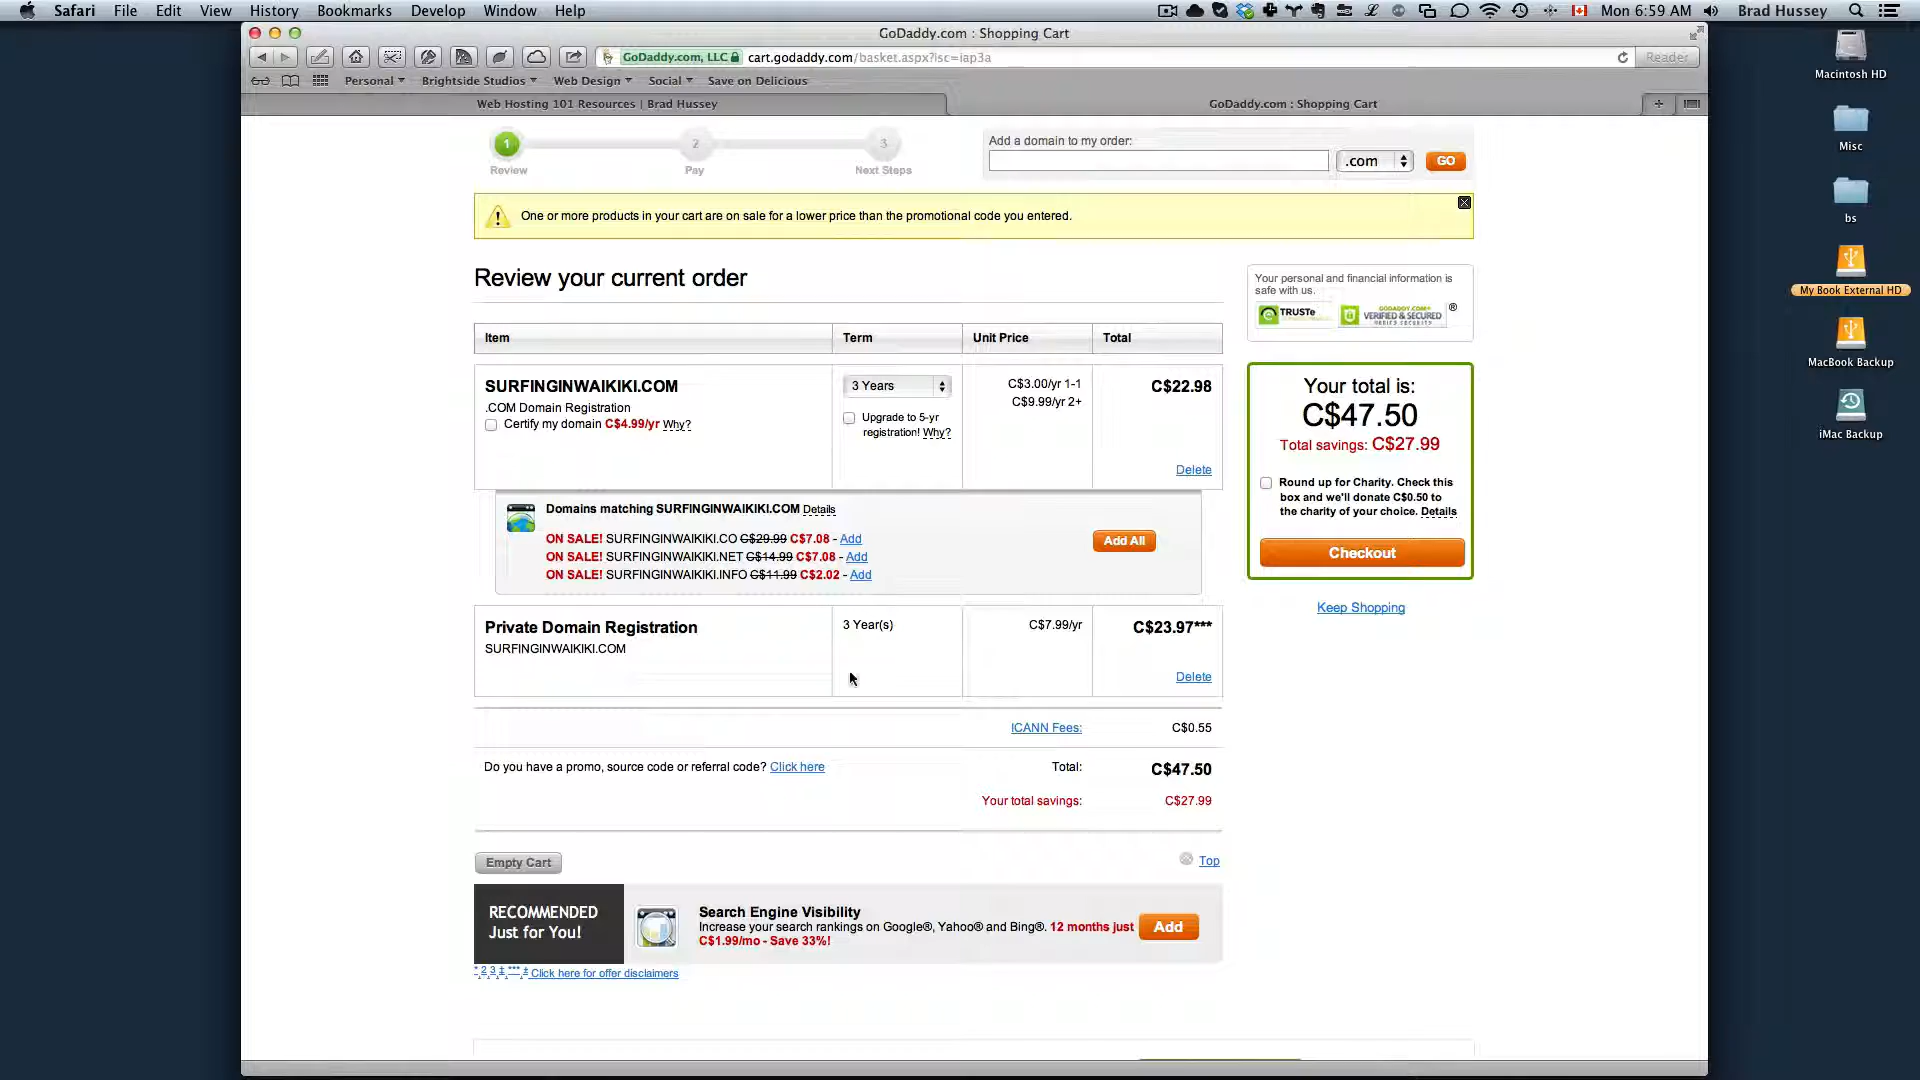 Safari File Edit View History Bookmarks Develop Window Help
Mon 6:59 AM Brad Hussey
GoDaddy.com : Shopping Cart
GoDaddy.com, LLC cart.godaddy.com/basket.aspx?isc=iap3a Reader
Personal Brightside Studios Web Design Social Save on Delicious
Web Hosting 101 Resources | Brad Hussey
GoDaddy.com : Shopping Cart
1 2 3
Review Pay Next Steps
Add a domain to my order:
.com GO
One or more products in your cart are on sale for a lower price than the promotional code you entered.
Review your current order
Item Term Unit Price Total
SURFINGINWAIKIKI.COM
.COM Domain Registration
Certify my domain C$4.99/yr Why?
3 Years
Upgrade to 5-yr
registration! Why?
C$3.00/yr 1-1
C$9.99/yr 2+
C$22.98
Delete
Domains matching SURFINGINWAIKIKI.COM Details
ON SALE! SURFINGINWAIKIKI.CO C$29.99 C$7.08 - Add
ON SALE! SURFINGINWAIKIKI.NET C$14.99 C$7.08 - Add
ON SALE! SURFINGINWAIKIKI.INFO C$11.99 C$2.02 - Add
Add All
Private Domain Registration
SURFINGINWAIKIKI.COM
3 Year(s)
C$7.99/yr
C$23.97***
Delete
ICANN Fees: C$0.55
Do you have a promo, source code or referral code? Click here
Total: C$47.50
Your total savings: C$27.99
Empty Cart
Top
RECOMMENDED
Just for You!
Search Engine Visibility
Increase your search rankings on Google®, Yahoo® and Bing®. 12 months just
C$1.99/mo - Save 33%!
Add
Click here for offer disclaimers
Your personal and financial information is
safe with us.
TRUSTe
GODADDY.COM
VERIFIED & SECURED
®
Your total is:
C$47.50
Total savings: C$27.99
Round up for Charity. Check this
box and we'll donate C$0.50 to
the charity of your choice. Details
Checkout
Keep Shopping
Macintosh HD
Misc
bs
My Book External HD
MacBook Backup
iMac Backup